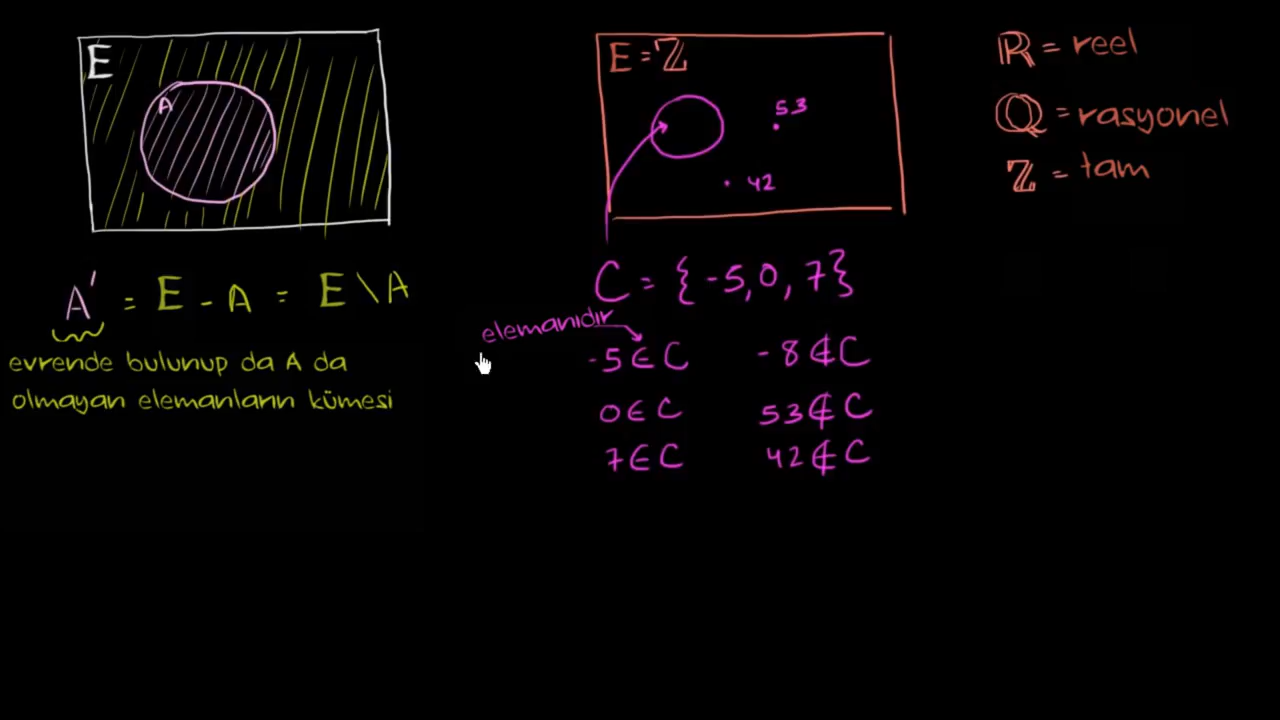 E
A
A' = E - A = E \ A
evrende bulunup da A da
olmayan elemanların kümesi
E = ℤ
53
42
C = {-5, 0, 7}
elemanıdır
-5 ∈ C -8 ∉ C
0 ∈ C 53 ∉ C
7 ∈ C 42 ∉ C
ℝ = reel
ℚ = rasyonel
ℤ = tam